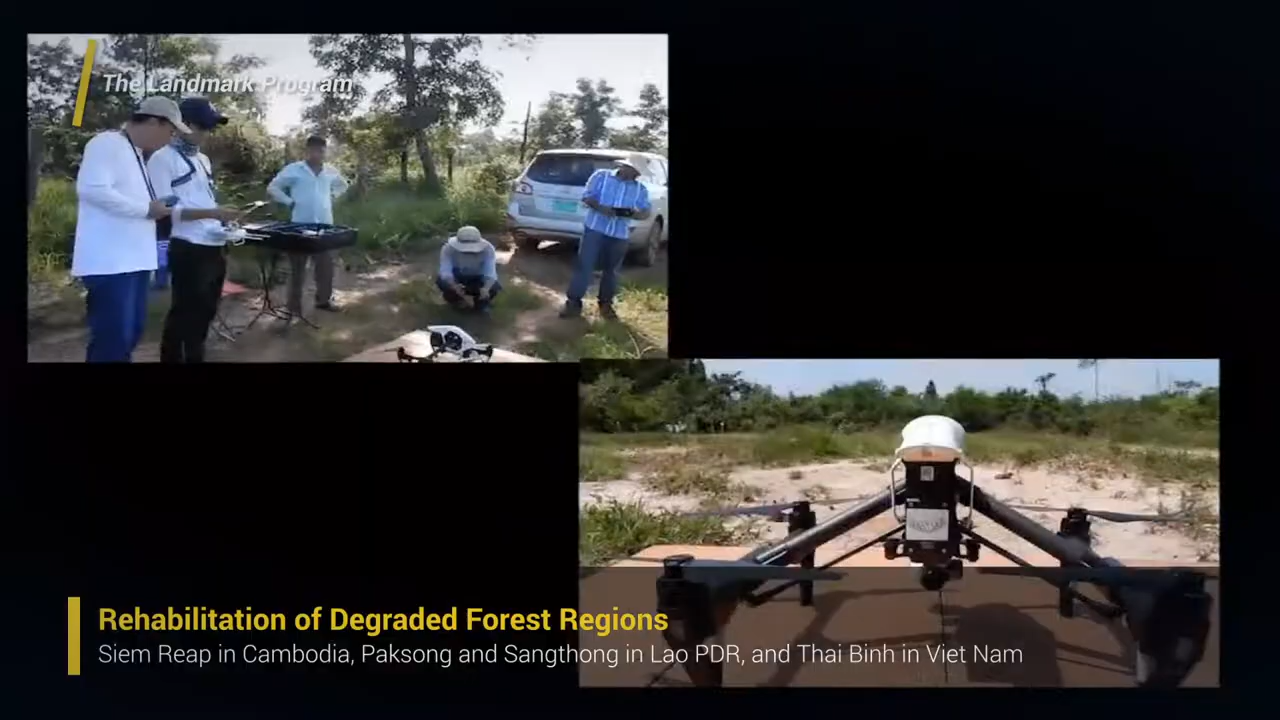 The Landmark Program
Rehabilitation of Degraded Forest Regions
Siem Reap in Cambodia, Paksong and Sangthong in Lao PDR, and Thai Binh in Viet Nam